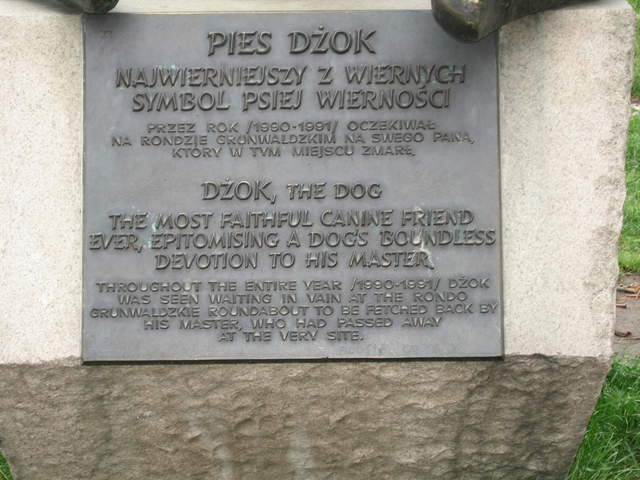 PIES DŻOK
NAJWIERNIEJSZY Z WIERNYCH
SYMBOL PSIEJ WIERNOŚCI
PRZEZ ROK /1990-1991/ OCZEKIWAŁ
NA RONDZIE GRUNWALDZKIM NA SWEGO PANA,
KTÓRY W TYM MIEJSCU ZMARŁ.
DŻOK, THE DOG
THE MOST FAITHFUL CANINE FRIEND
EVER, EPITOMISING A DOG'S BOUNDLESS
DEVOTION TO HIS MASTER.
THROUGHOUT THE ENTIRE YEAR /1990-1991/ DŻOK
WAS SEEN WAITING IN VAIN AT THE RONDO
GRUNWALDZKIE ROUNDABOUT TO BE FETCHED BACK BY
HIS MASTER, WHO HAD PASSED AWAY
AT THE VERY SITE.